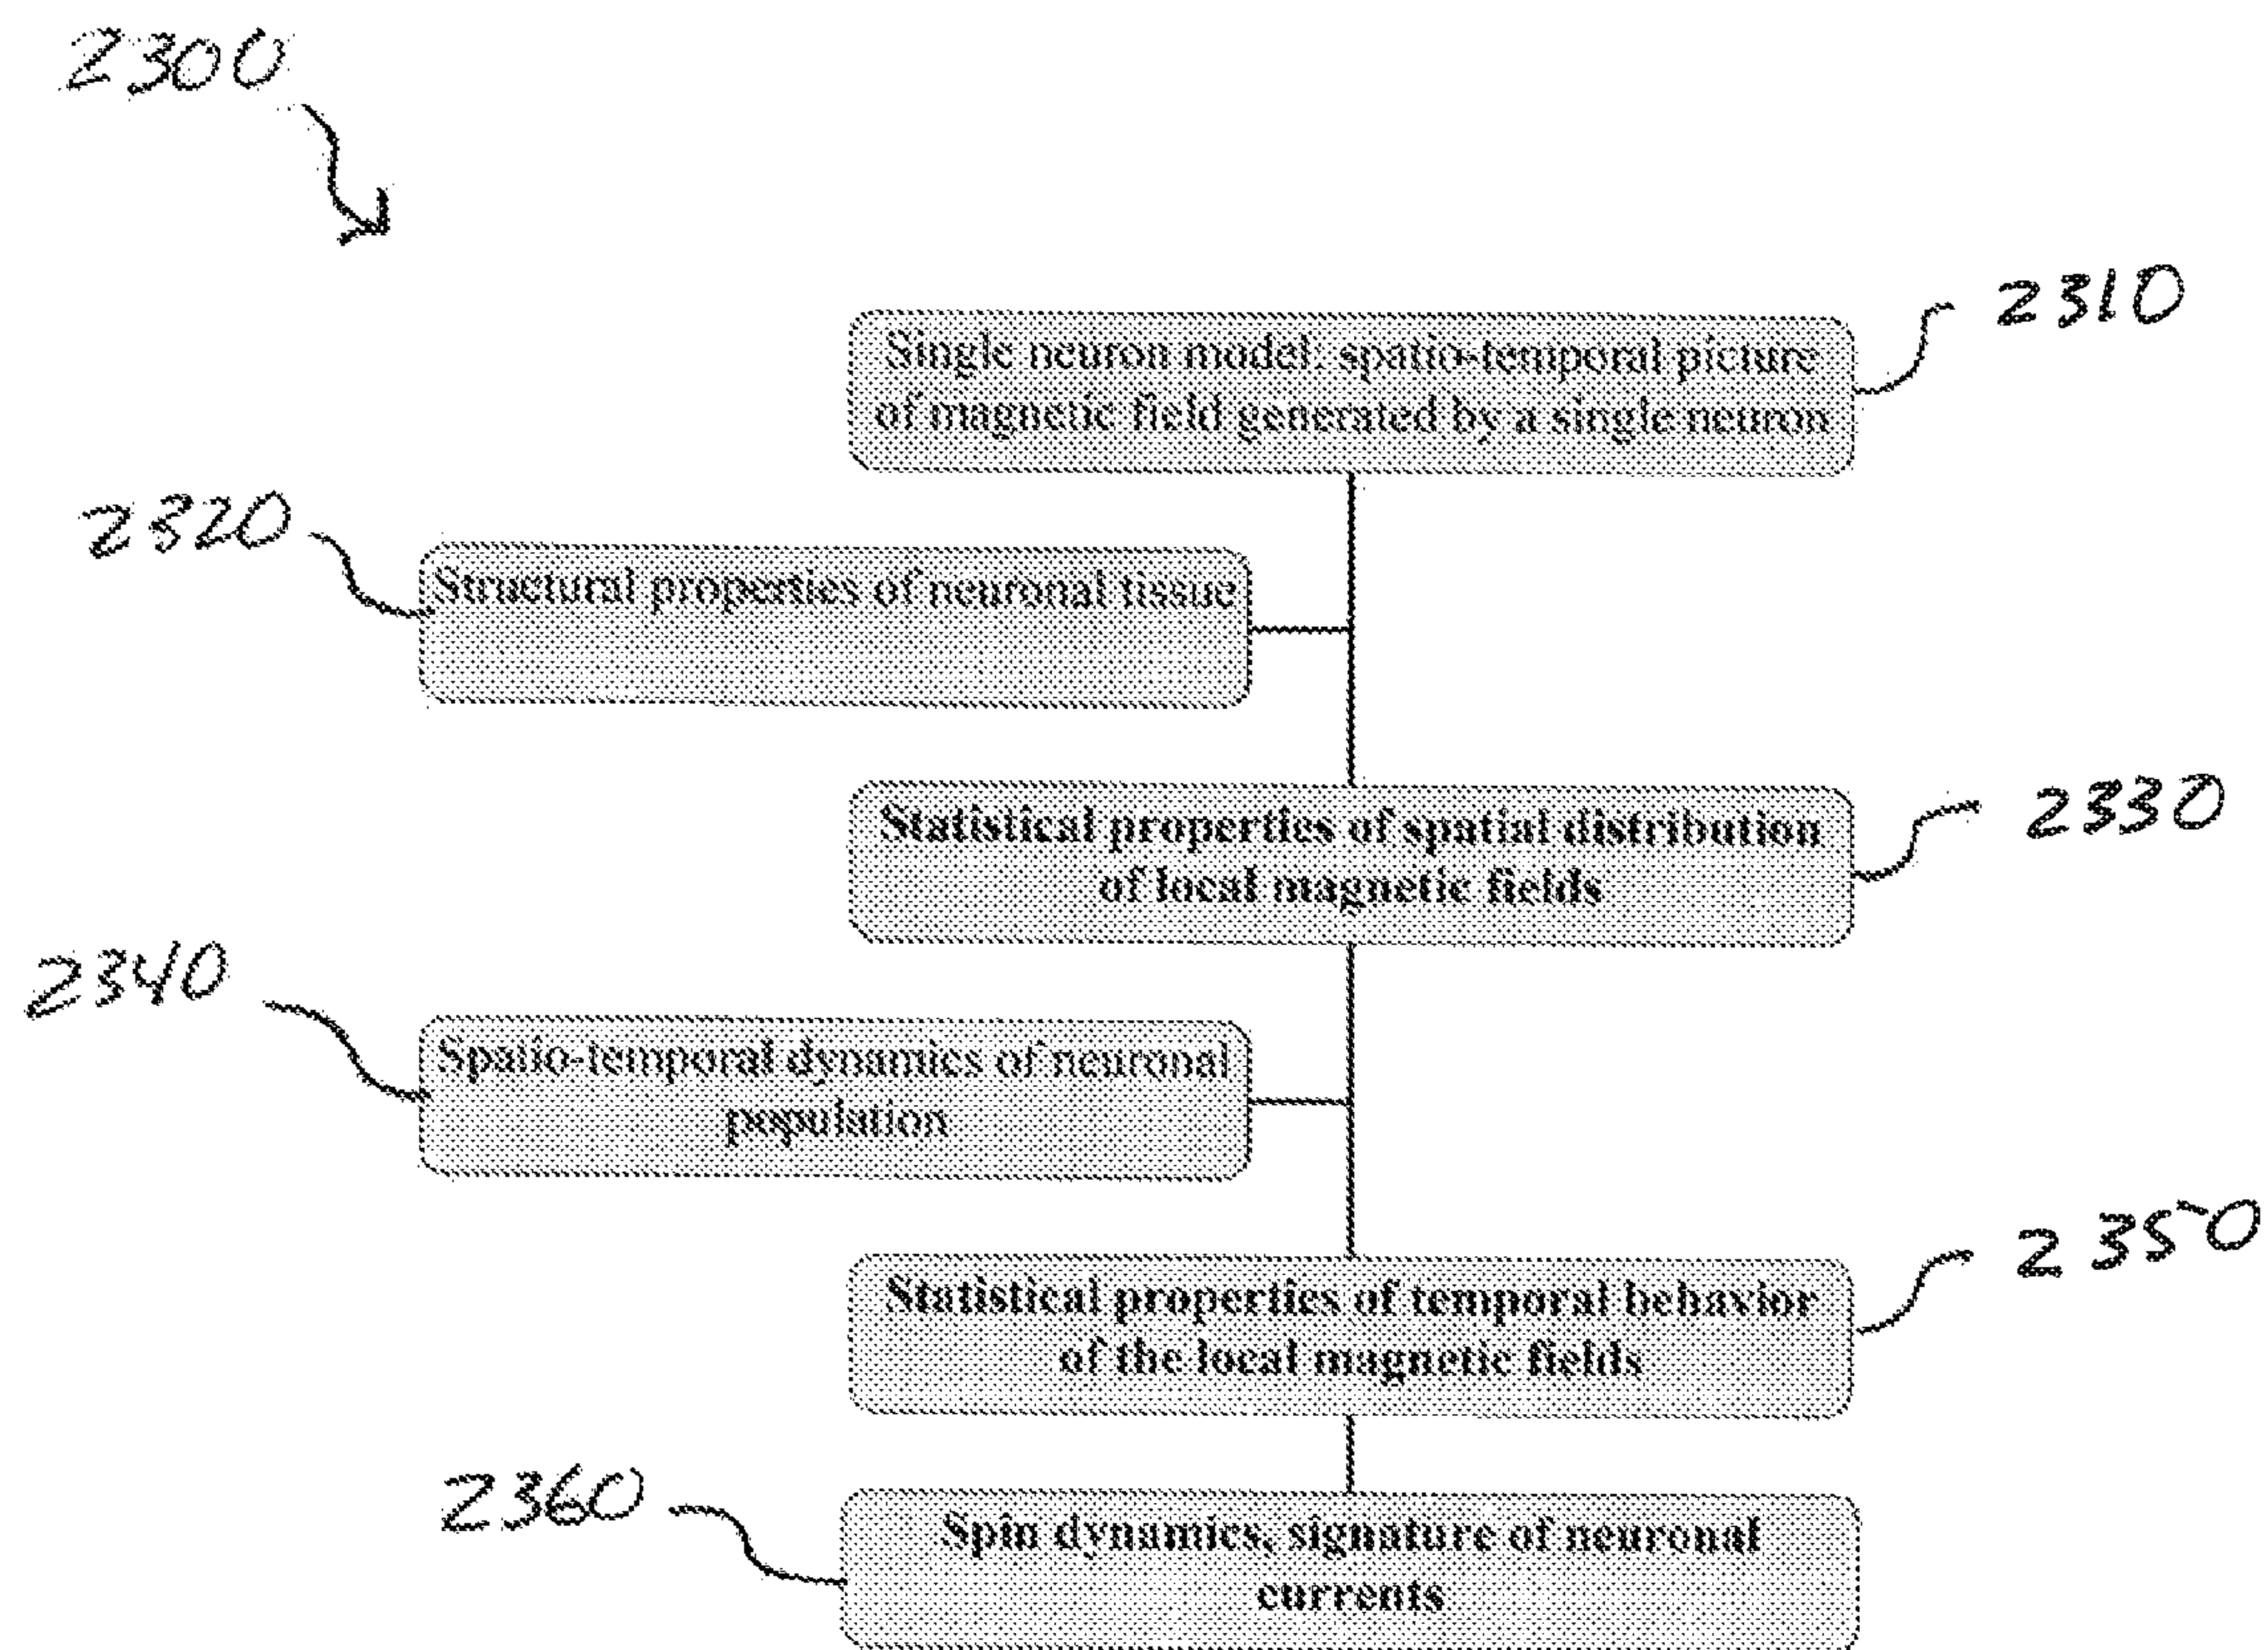 2300
2310
Single neuron model: spatio-temporal picture
of magnetic field generated by a single neuron
2320
Structural properties of neuronal tissue
2330
Statistical properties of spatial distribution
of local magnetic fields
2340
Spatio-temporal dynamics of neuronal
population
2350
Statistical properties of temporal behavior
of the local magnetic fields
2360
Spin dynamics, signature of neuronal
currents